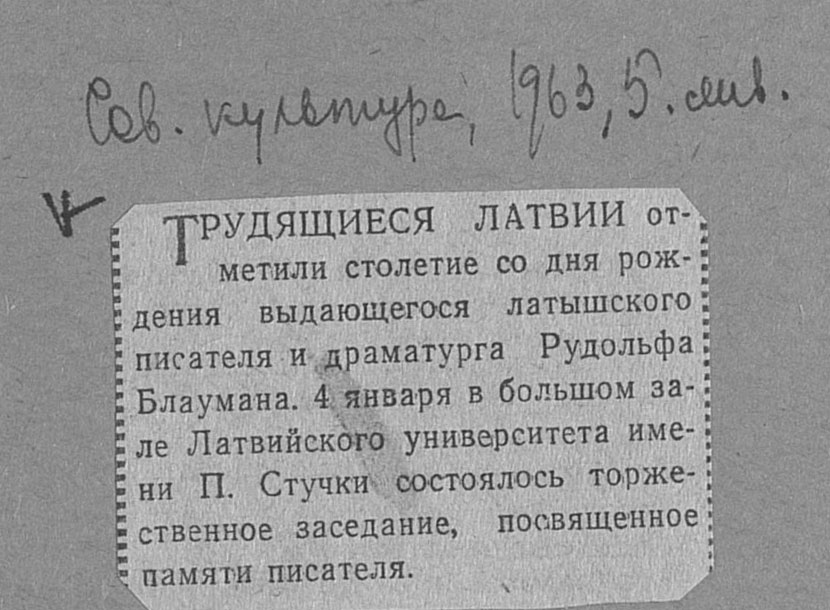 Сов. культура, 1963, 5. янв.
ТРУДЯЩИЕСЯ ЛАТВИИ от-
метили столетие со дня рож-
дения выдающегося латышского
писателя и драматурга Рудольфа
Блаумана. 4 января в большом за-
ле Латвийского университета име-
ни П. Стучки состоялось торже-
ственное заседание, посвященное
памяти писателя.